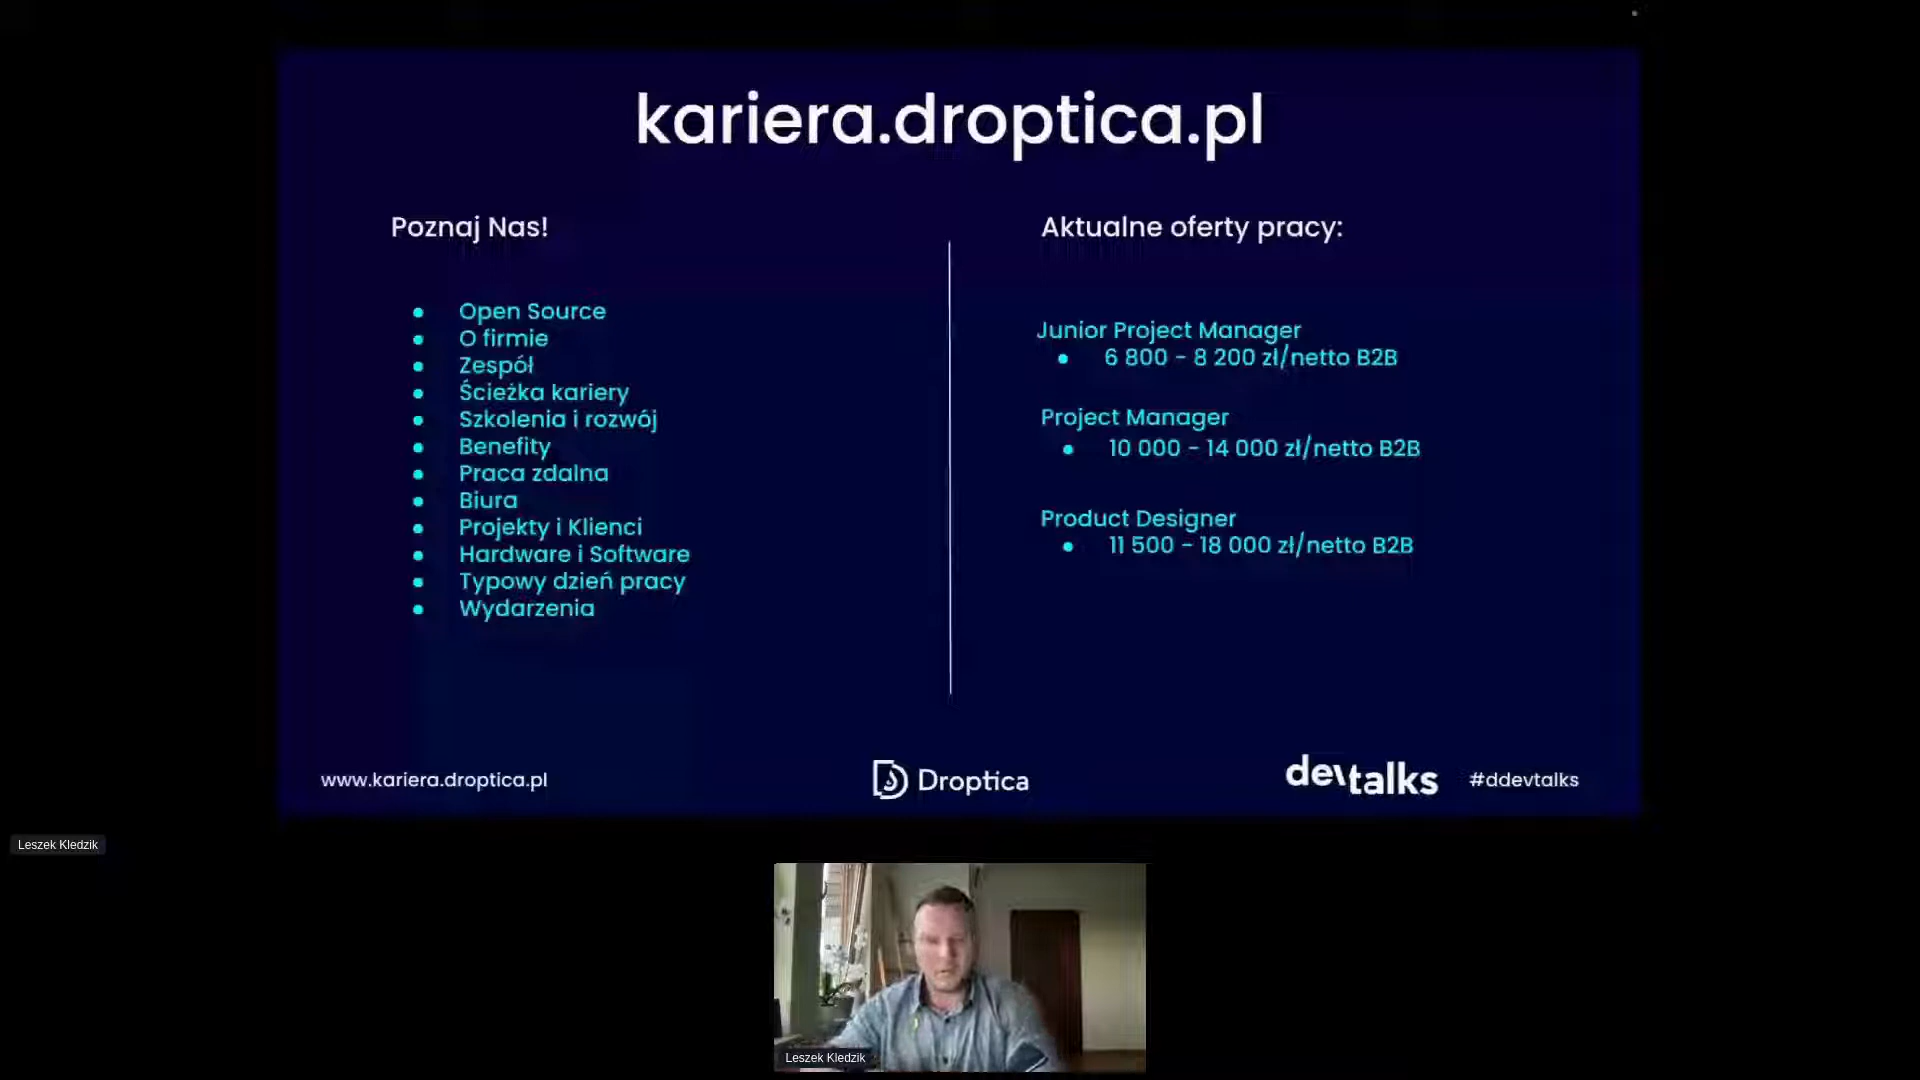 kariera.droptica.pl
Poznaj Nas!
Open Source
O firmie
Zespół
Ścieżka kariery
Szkolenia i rozwój
Benefity
Praca zdalna
Biura
Projekty i Klienci
Hardware i Software
Typowy dzień pracy
Wydarzenia
Aktualne oferty pracy:
Junior Project Manager
6 800 - 8 200 zł/netto B2B
Project Manager
10 000 - 14 000 zł/netto B2B
Product Designer
11 500 - 18 000 zł/netto B2B
www.kariera.droptica.pl
Droptica
devtalks
#ddevtalks
Leszek Kledzik
Leszek Kledzik